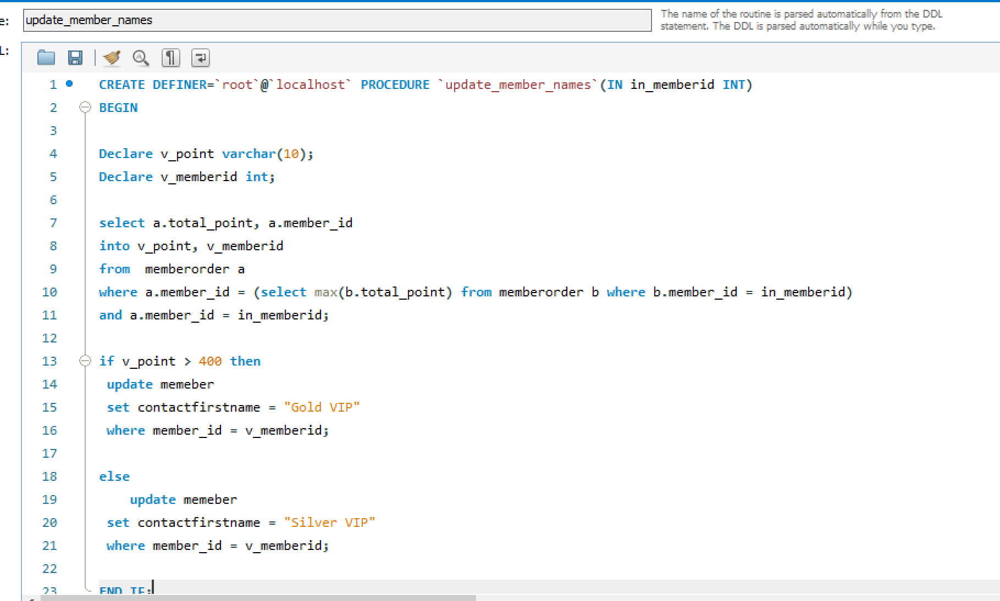 e:
update_member_names
The name of the routine is parsed automatically from the DDL
statement. The DDL is parsed automatically while you type.
L:
1 CREATE DEFINER=`root`@`localhost` PROCEDURE `update_member_names`(IN in_memberid INT)
2 BEGIN
3
4 Declare v_point varchar(10);
5 Declare v_memberid int;
6
7 select a.total_point, a.member_id
8 into v_point, v_memberid
9 from  memberorder a
10 where a.member_id = (select max(b.total_point) from memberorder b where b.member_id = in_memberid)
11 and a.member_id = in_memberid;
12
13 if v_point > 400 then
14 update memeber
15 set contactfirstname = "Gold VIP"
16 where member_id = v_memberid;
17
18 else
19 update memeber
20 set contactfirstname = "Silver VIP"
21 where member_id = v_memberid;
22
23 END IF;